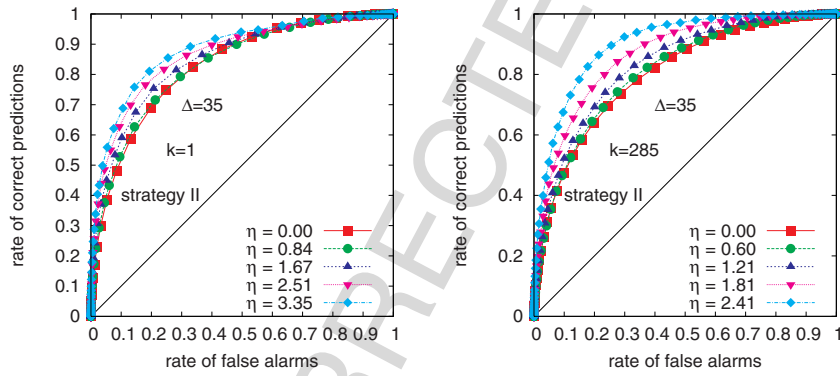 1
0.9
0.8
0.7
0.6
0.5
0.4
0.3
0.2
0.1
0
0 0.1 0.2 0.3 0.4 0.5 0.6 0.7 0.8 0.9 1
rate of correct predictions
rate of false alarms
Δ=35
k=1
strategy II
η = 0.00
η = 0.84
η = 1.67
η = 2.51
η = 3.35
1
0.8
0.6
0.4
0.2
0
0 0.1 0.2 0.3 0.4 0.5 0.6 0.7 0.8 0.9 1
rate of correct predictions
rate of false alarms
Δ=35
k=285
strategy II
η = 0.00
η = 0.60
η = 1.21
η = 1.81
η = 2.41
RRECTE